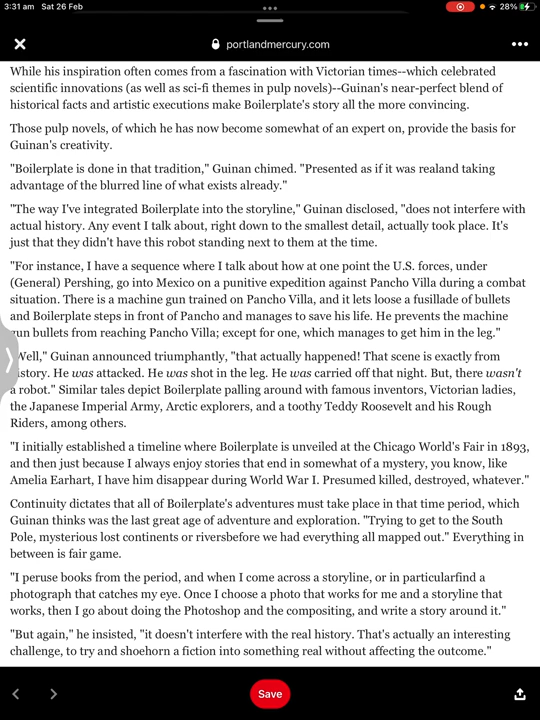 3:31 am Sat 26 Feb
28%
portlandmercury.com
While his inspiration often comes from a fascination with Victorian times--which celebrated
scientific innovations (as well as sci-fi themes in pulp novels)--Guinan's near-perfect blend of
historical facts and artistic executions make Boilerplate's story all the more convincing.
Those pulp novels, of which he has now become somewhat of an expert on, provide the basis for
Guinan's creativity.
"Boilerplate is done in that tradition," Guinan chimed. "Presented as if it was realand taking
advantage of the blurred line of what exists already."
"The way I've integrated Boilerplate into the storyline," Guinan disclosed, "does not interfere with
actual history. Any event I talk about, right down to the smallest detail, actually took place. It's
just that they didn't have this robot standing next to them at the time.
"For instance, I have a sequence where I talk about how at one point the U.S. forces, under
(General) Pershing, go into Mexico on a punitive expedition against Pancho Villa during a combat
situation. There is a machine gun trained on Pancho Villa, and it lets loose a fusillade of bullets
and Boilerplate steps in front of Pancho and manages to save his life. He prevents the machine
gun bullets from reaching Pancho Villa; except for one, which manages to get him in the leg."
"Well," Guinan announced triumphantly, "that actually happened! That scene is exactly from
istory. He was attacked. He was shot in the leg. He was carried off that night. But, there wasn't
a robot." Similar tales depict Boilerplate palling around with famous inventors, Victorian ladies,
the Japanese Imperial Army, Arctic explorers, and a toothy Teddy Roosevelt and his Rough
Riders, among others.
"I initially established a timeline where Boilerplate is unveiled at the Chicago World's Fair in 1893,
and then just because I always enjoy stories that end in somewhat of a mystery, you know, like
Amelia Earhart, I have him disappear during World War I. Presumed killed, destroyed, whatever."
Continuity dictates that all of Boilerplate's adventures must take place in that time period, which
Guinan thinks was the last great age of adventure and exploration. "Trying to get to the South
Pole, mysterious lost continents or riversbefore we had everything all mapped out." Everything in
between is fair game.
"I peruse books from the period, and when I come across a storyline, or in particularfind a
photograph that catches my eye. Once I choose a photo that works for me and a storyline that
works, then I go about doing the Photoshop and the compositing, and write a story around it."
"But again," he insisted, "it doesn't interfere with the real history. That's actually an interesting
challenge, to try and shoehorn a fiction into something real without affecting the outcome."
Save